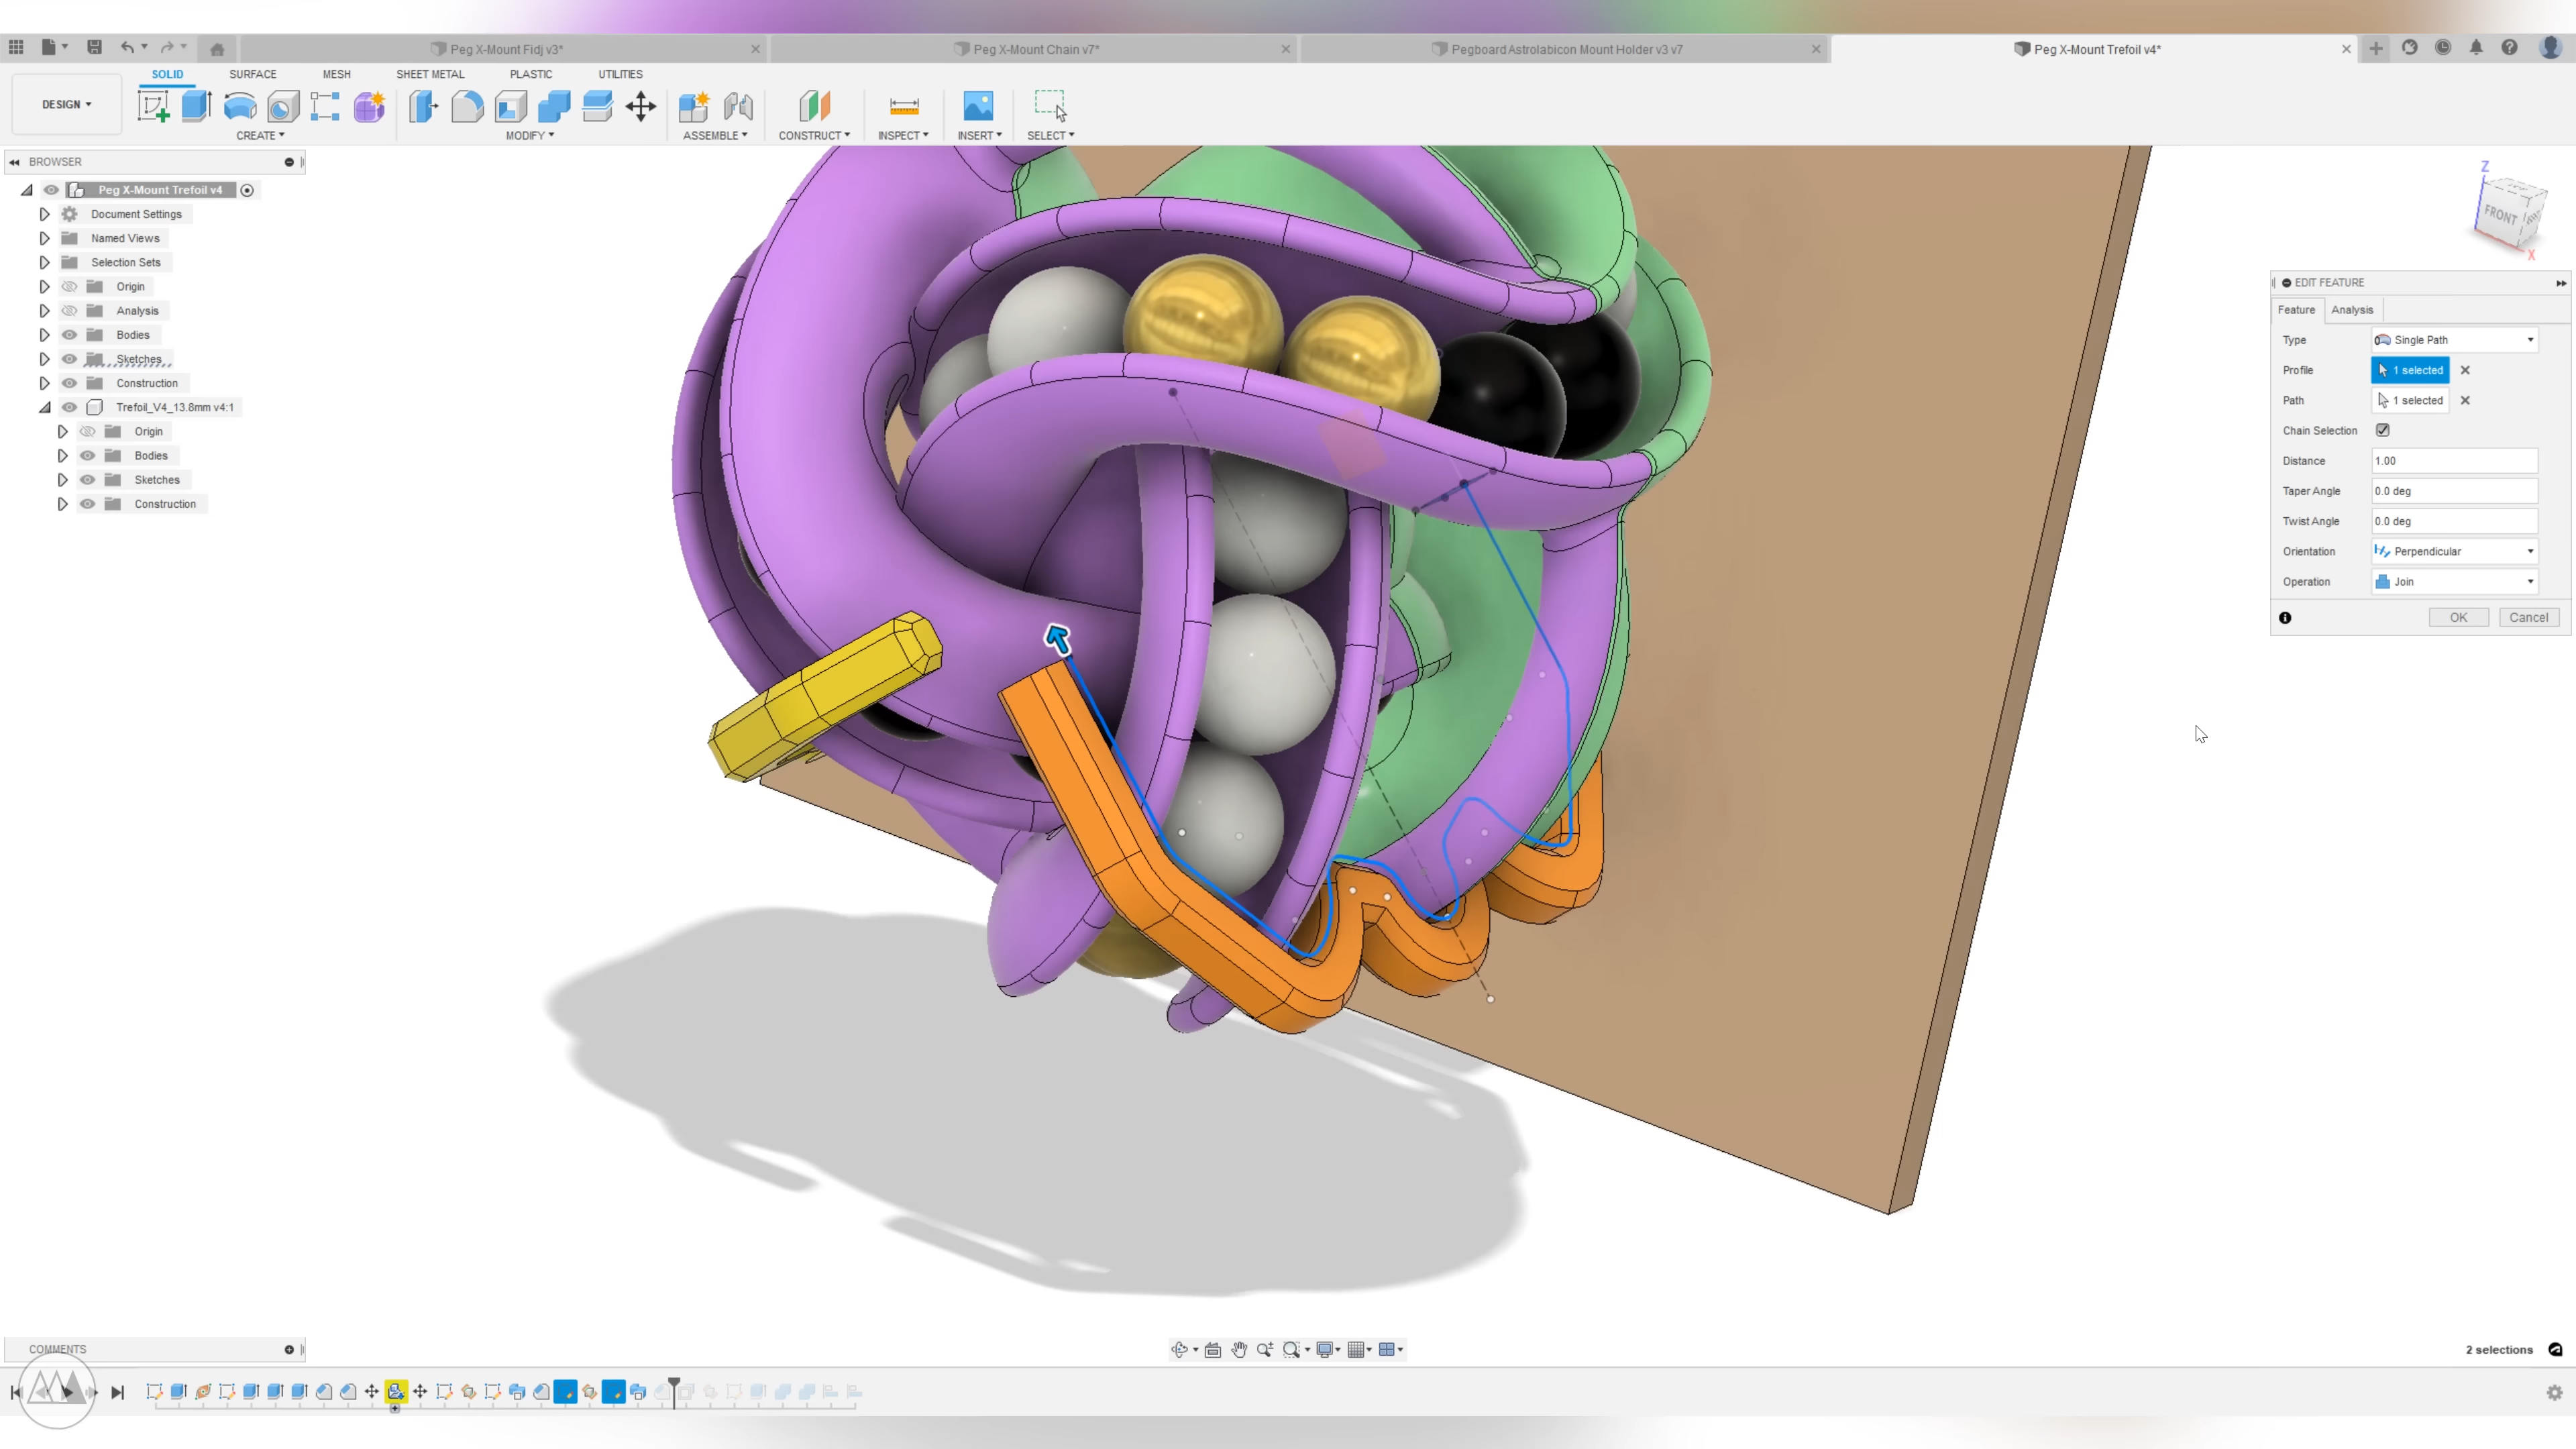 Peg X-Mount Fidj v3*
Peg X-Mount Chain v7*
Pegboard Astrolabicon Mount Holder v3 v7
Peg X-Mount Trefoil v4*
SOLID SURFACE MESH SHEET METAL PLASTIC UTILITIES
DESIGN
CREATE MODIFY ASSEMBLE CONSTRUCT INSPECT INSERT SELECT
BROWSER
Peg X-Mount Trefoil v4
Document Settings
Named Views
Selection Sets
Origin
Analysis
Bodies
Sketches
Construction
Trefoil_V4_13.8mm v4:1
Origin
Bodies
Sketches
Construction
Z
FRONT
X
EDIT FEATURE
Feature Analysis
Type Single Path
Profile 1 selected
Path 1 selected
Chain Selection
Distance 1.00
Taper Angle 0.0 deg
Twist Angle 0.0 deg
Orientation Perpendicular
Operation Join
OK Cancel
COMMENTS
2 selections